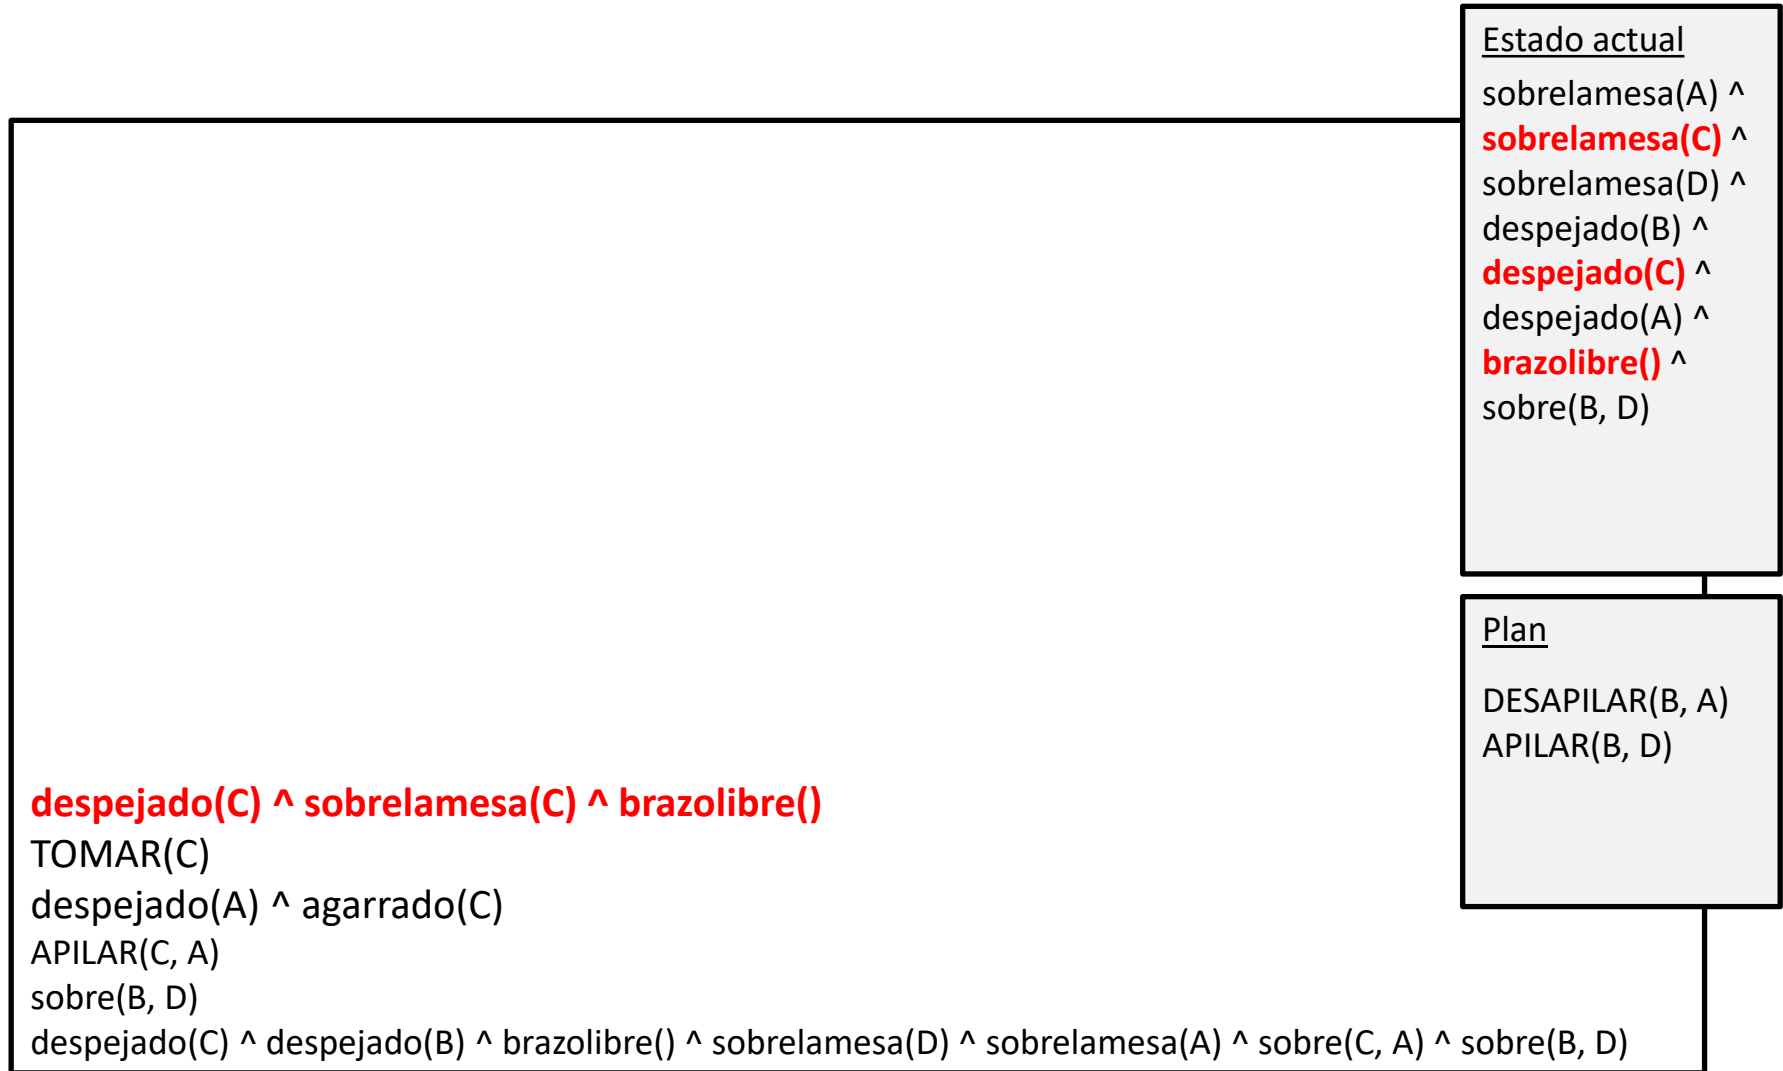 Estado actual
sobrelamesa(A) ^
sobrelamesa(C) ^
sobrelamesa(D) ^
despejado(B) ^
despejado(C) ^
despejado(A) ^
brazolibre() ^
sobre(B, D)
Plan
DESAPILAR(B, A)
APILAR(B, D)
despejado(C) ^ sobrelamesa(C) ^ brazolibre()
TOMAR(C)
despejado(A) ^ agarrado(C)
APILAR(C, A)
sobre(B, D)
despejado(C) ^ despejado(B) ^ brazolibre() ^ sobrelamesa(D) ^ sobrelamesa(A) ^ sobre(C, A) ^ sobre(B, D)